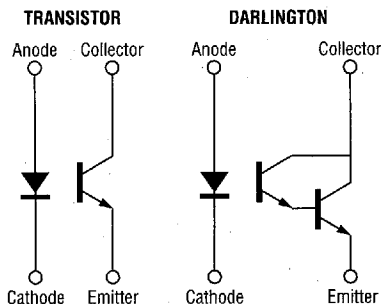 TRANSISTOR DARLINGTON
Anode Collector Anode Collector
Cathode Emitter Cathode Emitter